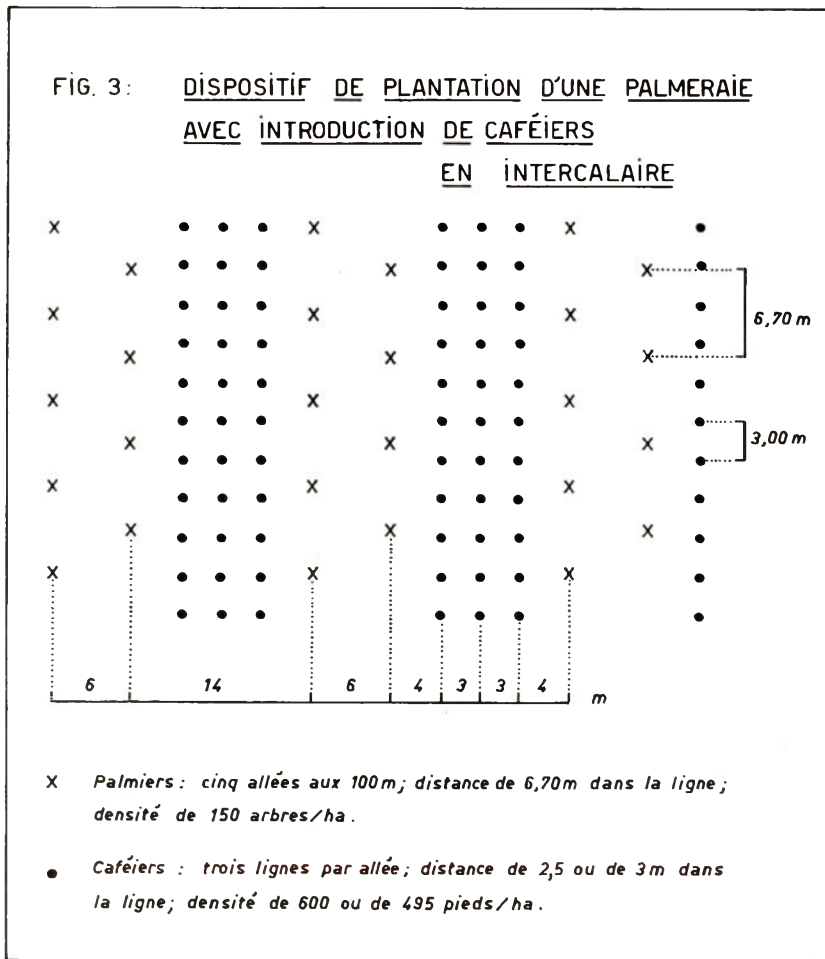 FIG. 3: DISPOSITIF DE PLANTATION D'UNE PALMERAIE
AVEC INTRODUCTION DE CAFÉIERS
EN INTERCALAIRE
6,70 m
3,00 m
6 14 6 4 3 3 4 m
X Palmiers : cinq allées aux 100 m ; distance de 6,70 m dans la ligne ;
densité de 150 arbres/ha.
• Caféiers : trois lignes par allée ; distance de 2,5 ou de 3 m dans
la ligne ; densité de 600 ou de 495 pieds/ha.